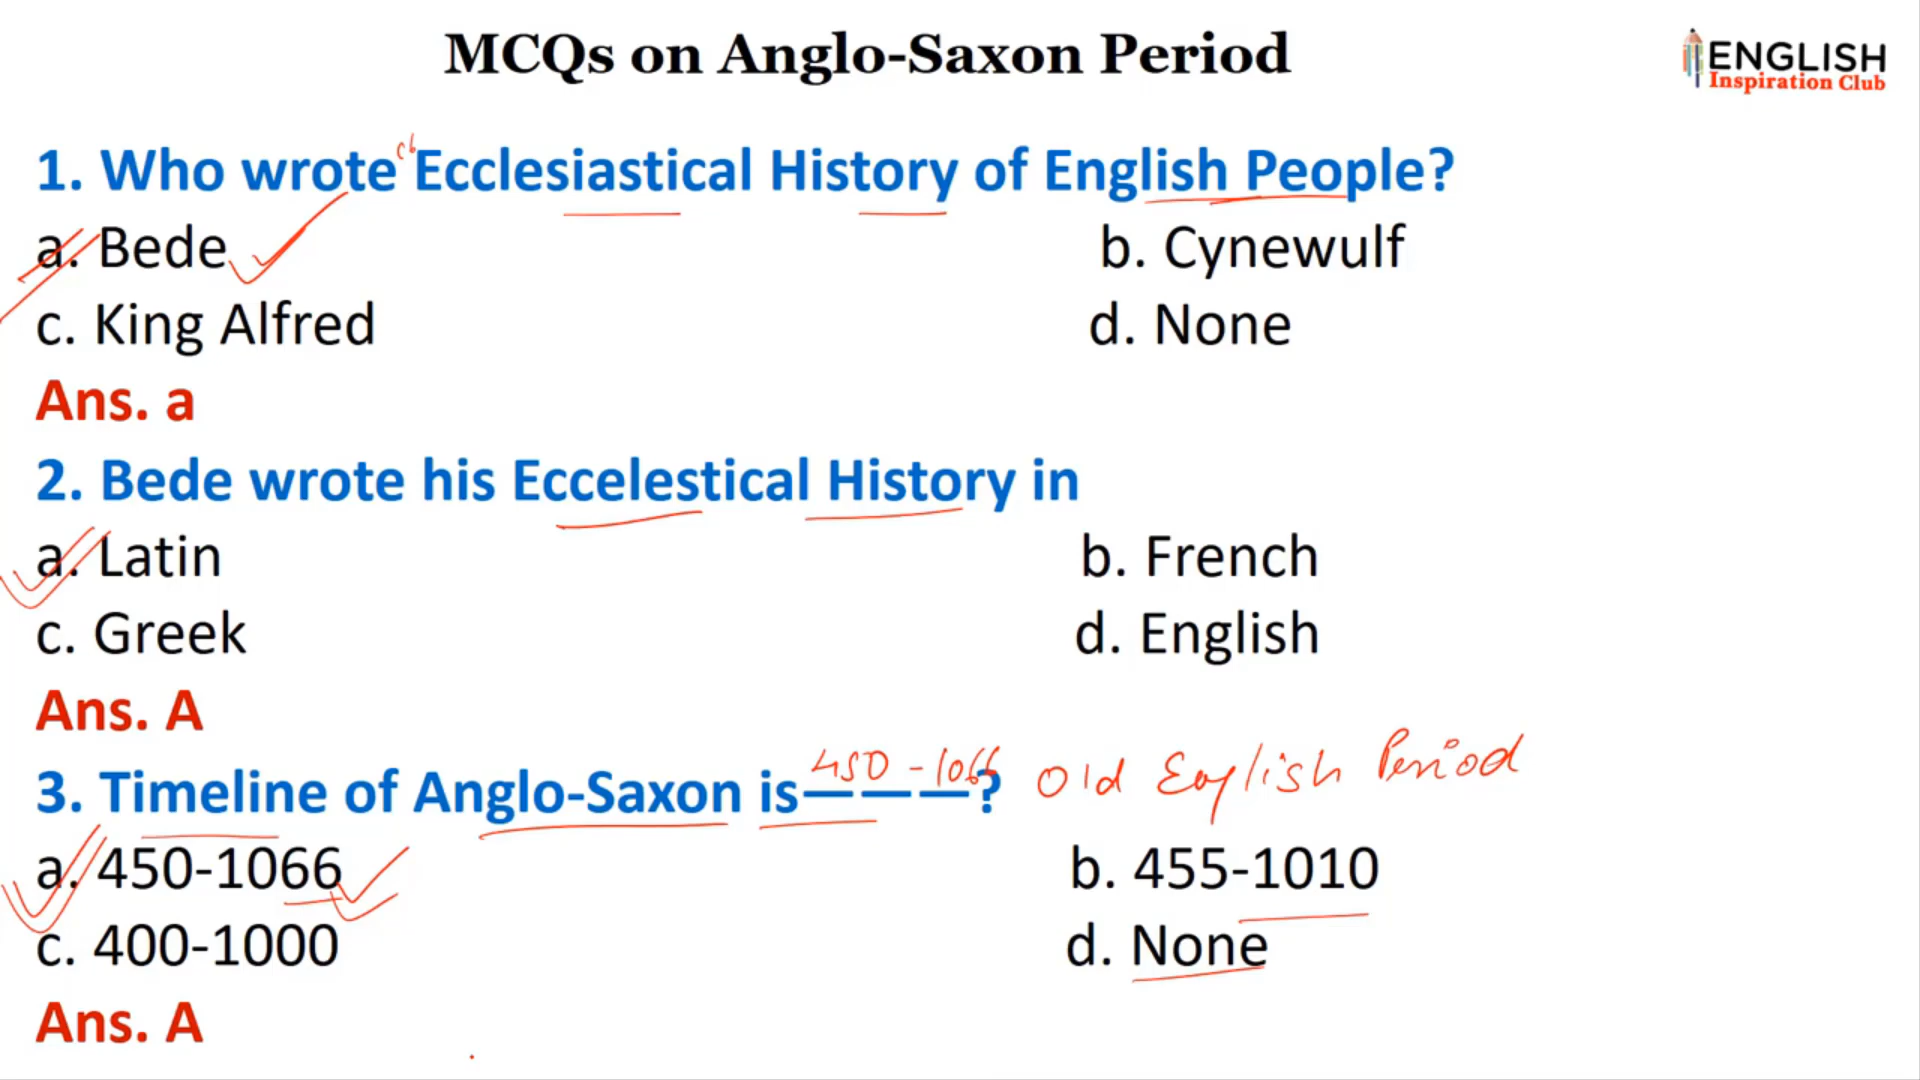 MCQs on Anglo-Saxon Period
ENGLISH
Inspiration Club
1. Who wrote Ecclesiastical History of English People?
a. Bede b. Cynewulf
c. King Alfred d. None
Ans. a
2. Bede wrote his Eccelestical History in
a. Latin b. French
c. Greek d. English
Ans. A
450-1066 Old English Period
3. Timeline of Anglo-Saxon is———?
a. 450-1066 b. 455-1010
c. 400-1000 d. None
Ans. A